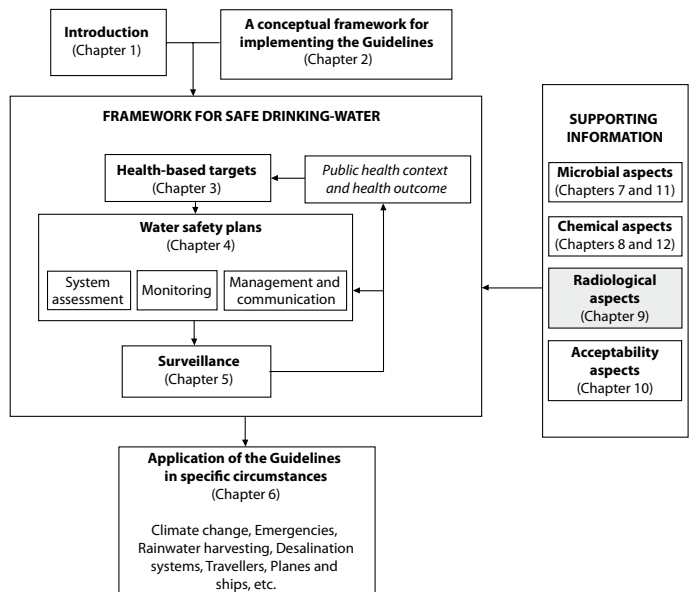 Introduction
(Chapter 1)
A conceptual framework for
implementing the Guidelines
(Chapter 2)
FRAMEWORK FOR SAFE DRINKING-WATER
Health-based targets
(Chapter 3)
Public health context
and health outcome
Water safety plans
(Chapter 4)
System
assessment
Monitoring
Management and
communication
Surveillance
(Chapter 5)
SUPPORTING
INFORMATION
Microbial aspects
(Chapters 7 and 11)
Chemical aspects
(Chapters 8 and 12)
Radiological
aspects
(Chapter 9)
Acceptability
aspects
(Chapter 10)
Application of the Guidelines
in specific circumstances
(Chapter 6)
Climate change, Emergencies,
Rainwater harvesting, Desalination
systems, Travellers, Planes and
ships, etc.